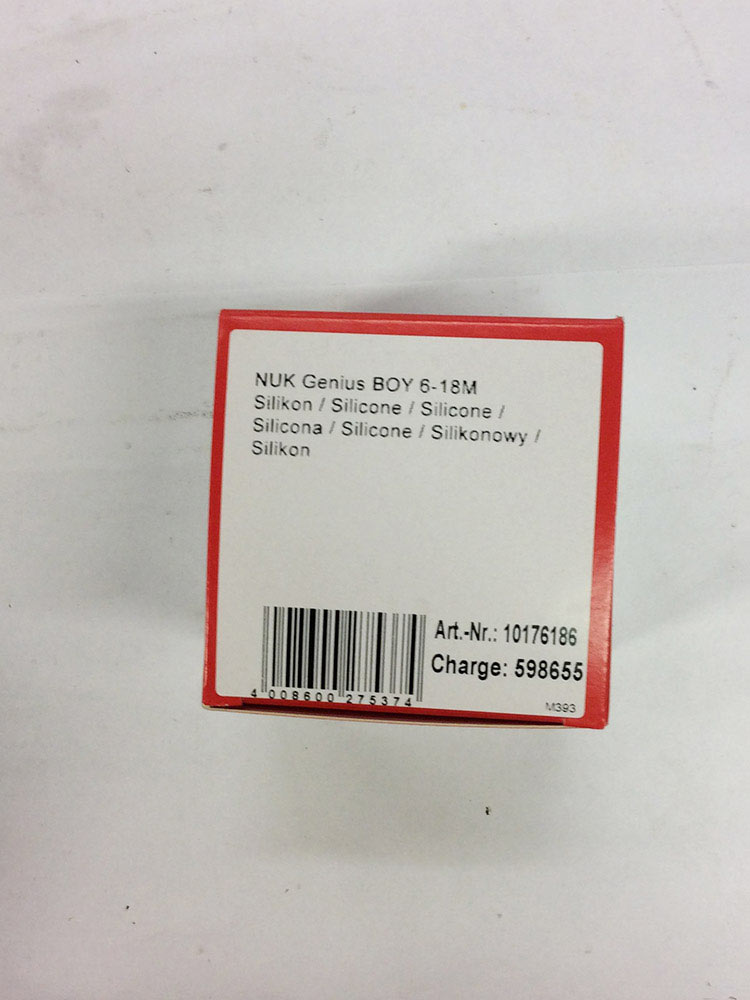 NUK Genius BOY 6-18M
Silikon / Silicone / Silicone /
Silicona / Silicone / Silikonowy /
Silikon
Art.-Nr.: 10176186
Charge: 598655
4 008600 275374
M393